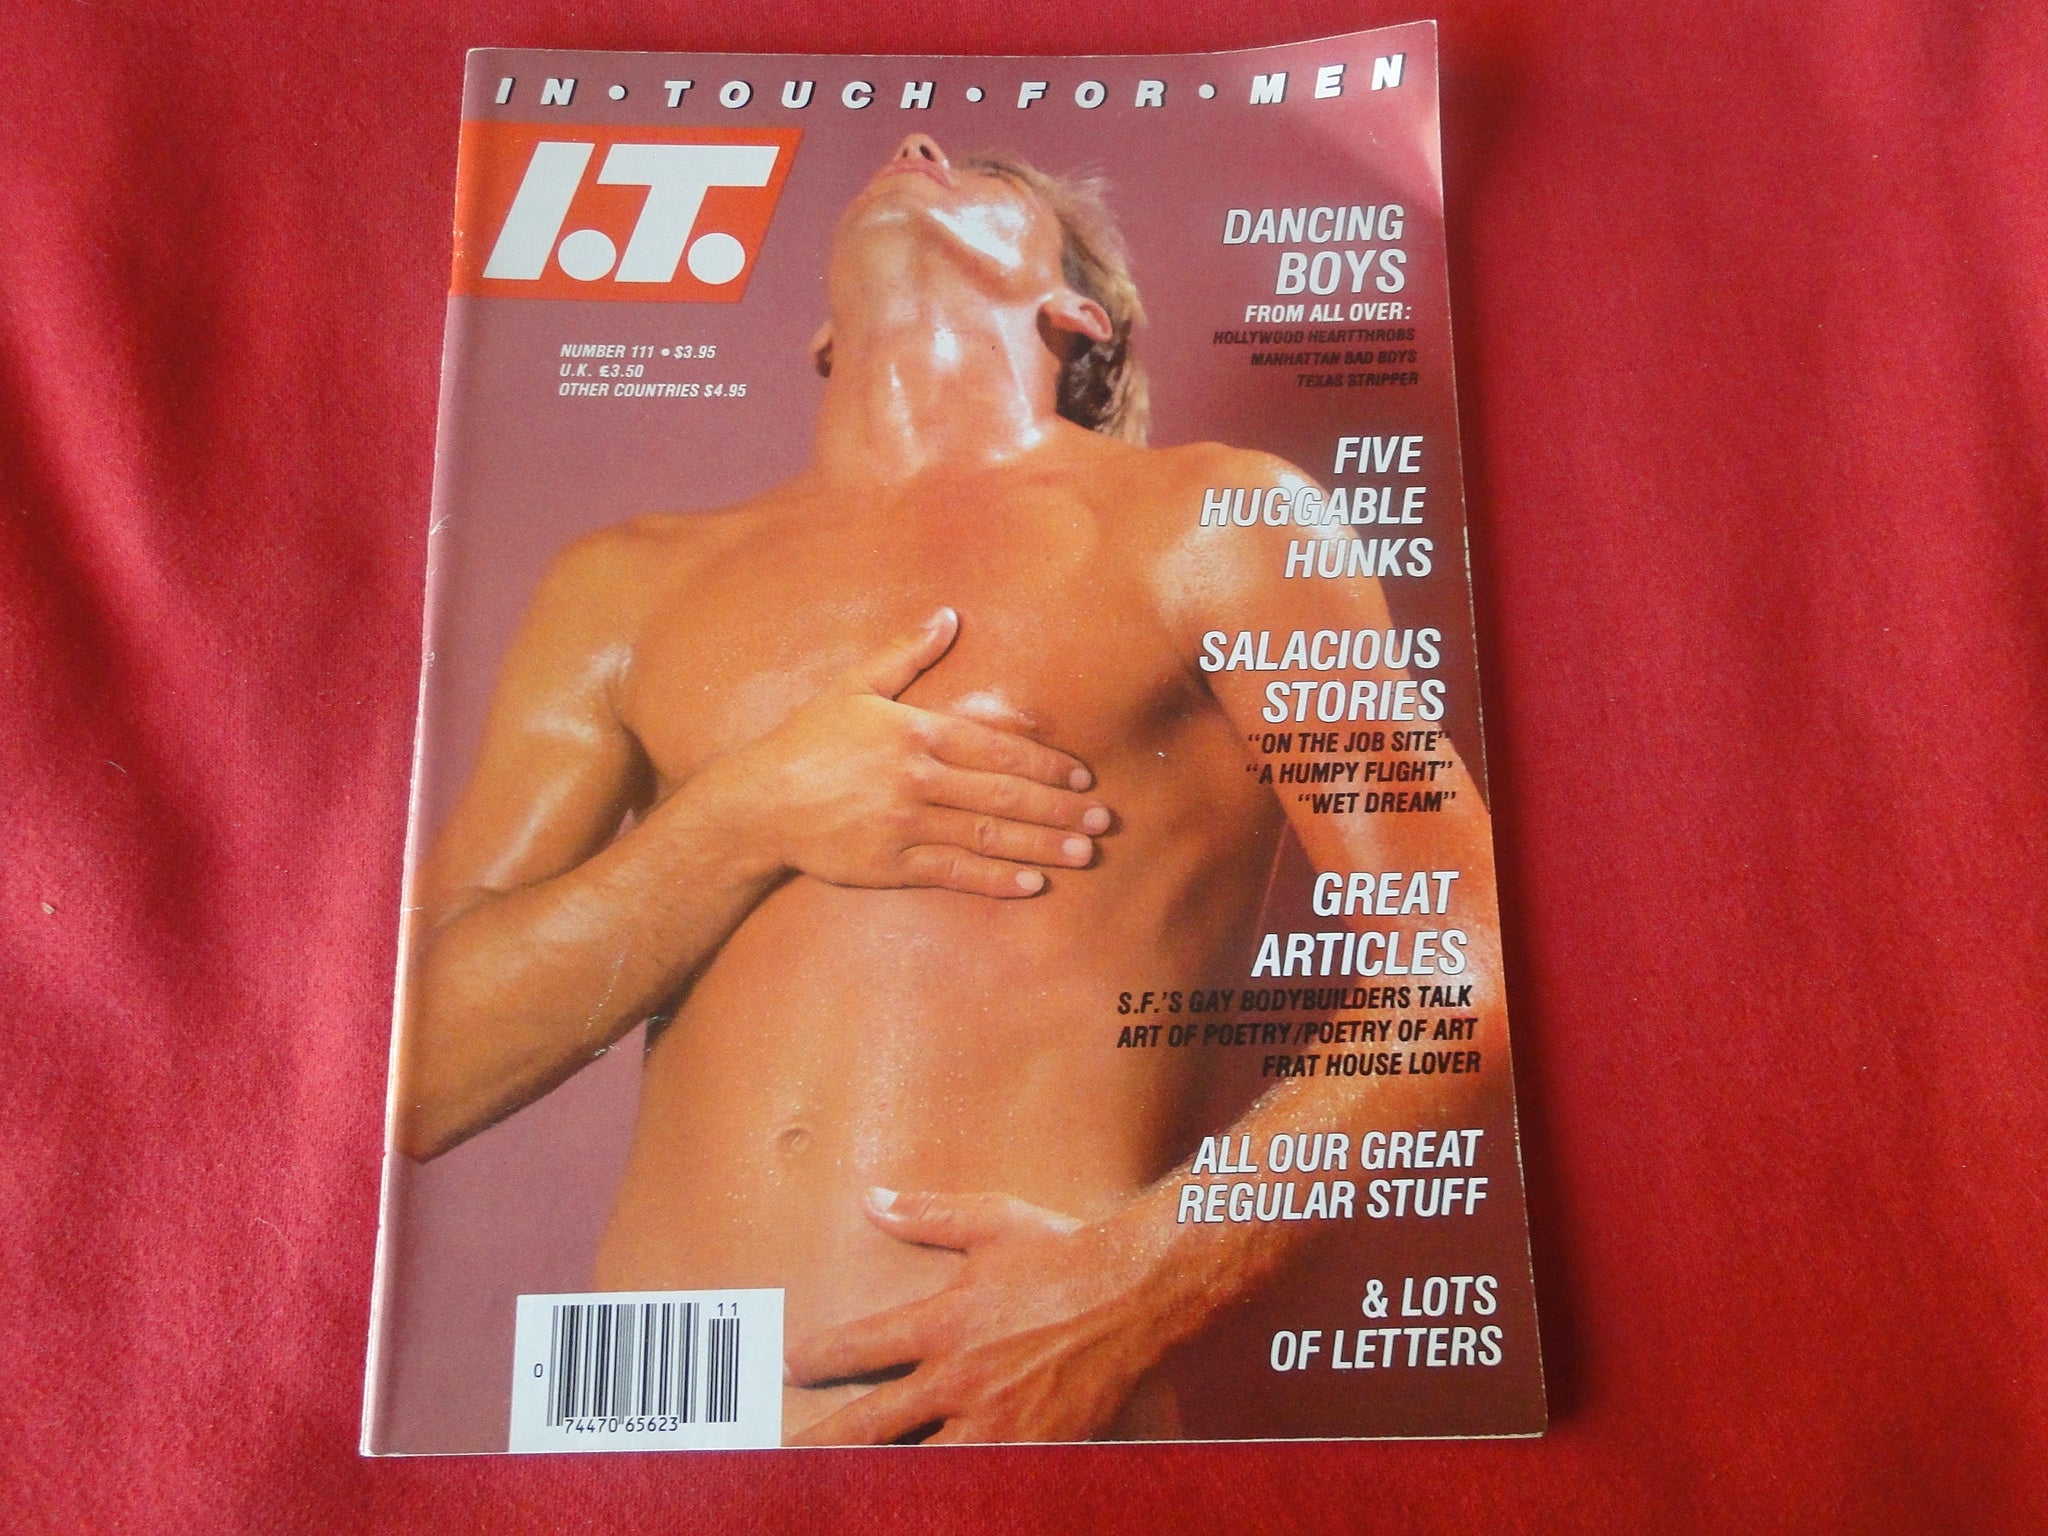 IN • TOUCH • FOR • MEN
I.T.
NUMBER 111 • $3.95
U.K. £3.50
OTHER COUNTRIES $4.95
DANCING
BOYS
FROM ALL OVER:
HOLLYWOOD HEARTTHROBS
MANHATTAN BAD BOYS
TEXAS STRIPPER
FIVE
HUGGABLE
HUNKS
SALACIOUS
STORIES
"ON THE JOB SITE"
"A HUMPY FLIGHT"
"WET DREAM"
GREAT
ARTICLES
S.F.'S GAY BODYBUILDERS TALK
ART OF POETRY/POETRY OF ART
FRAT HOUSE LOVER
ALL OUR GREAT
REGULAR STUFF
& LOTS
OF LETTERS
11
0
74470 65623